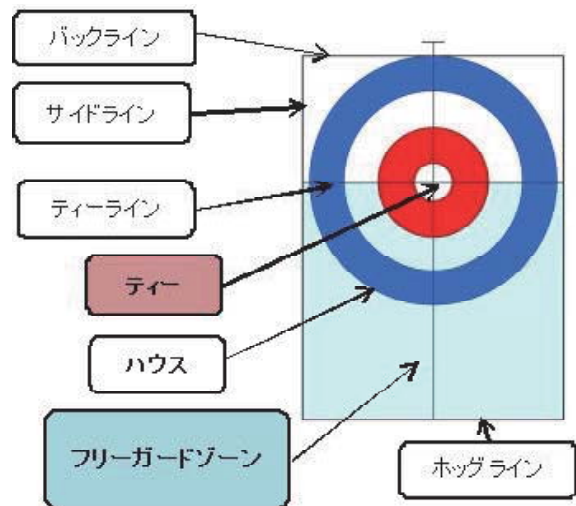 バックライン
サイドライン
ティーライン
ティー
ハウス
フリーガードゾーン
ホッグライン